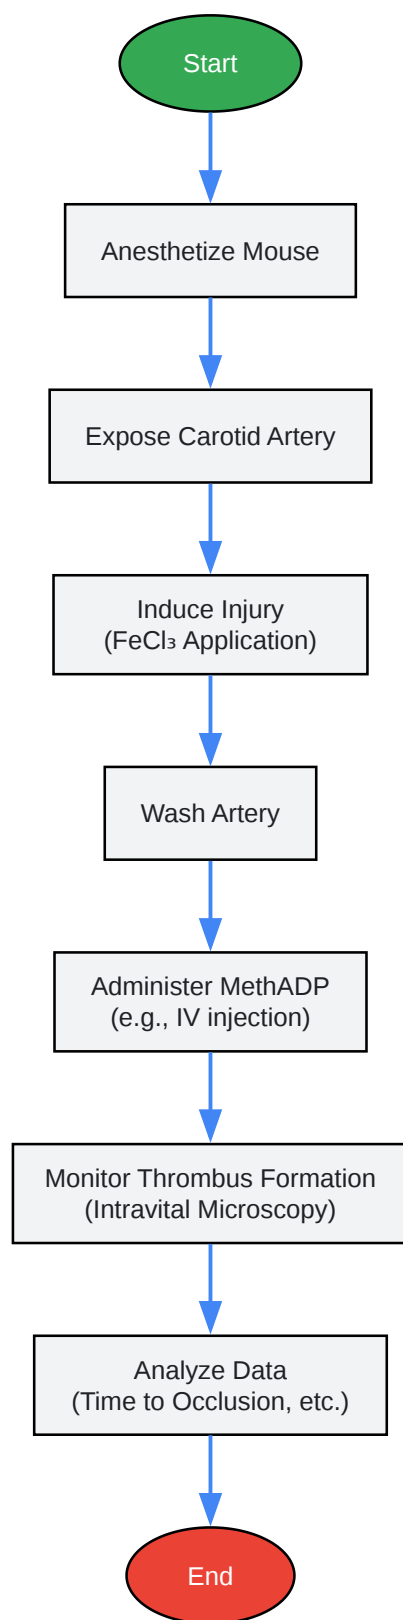 Start
Anesthetize Mouse
Expose Carotid Artery
Induce Injury
(FeCl₃ Application)
Wash Artery
Administer MethADP
(e.g., IV injection)
Monitor Thrombus Formation
(Intravital Microscopy)
Analyze Data
(Time to Occlusion, etc.)
End